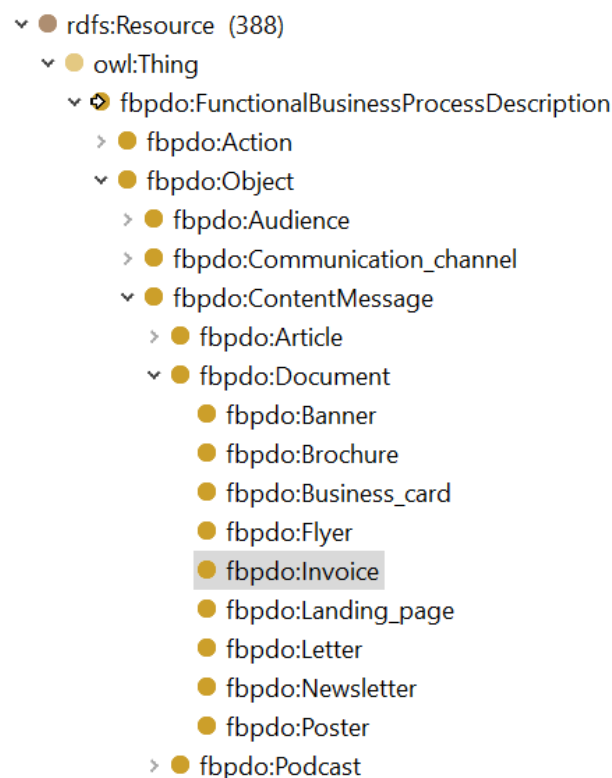 rdfs:Resource (388)
owl:Thing
fbpdo:FunctionalBusinessProcessDescription
fbpdo:Action
fbpdo:Object
fbpdo:Audience
fbpdo:Communication_channel
fbpdo:ContentMessage
fbpdo:Article
fbpdo:Document
fbpdo:Banner
fbpdo:Brochure
fbpdo:Business_card
fbpdo:Flyer
fbpdo:Invoice
fbpdo:Landing_page
fbpdo:Letter
fbpdo:Newsletter
fbpdo:Poster
fbpdo:Podcast